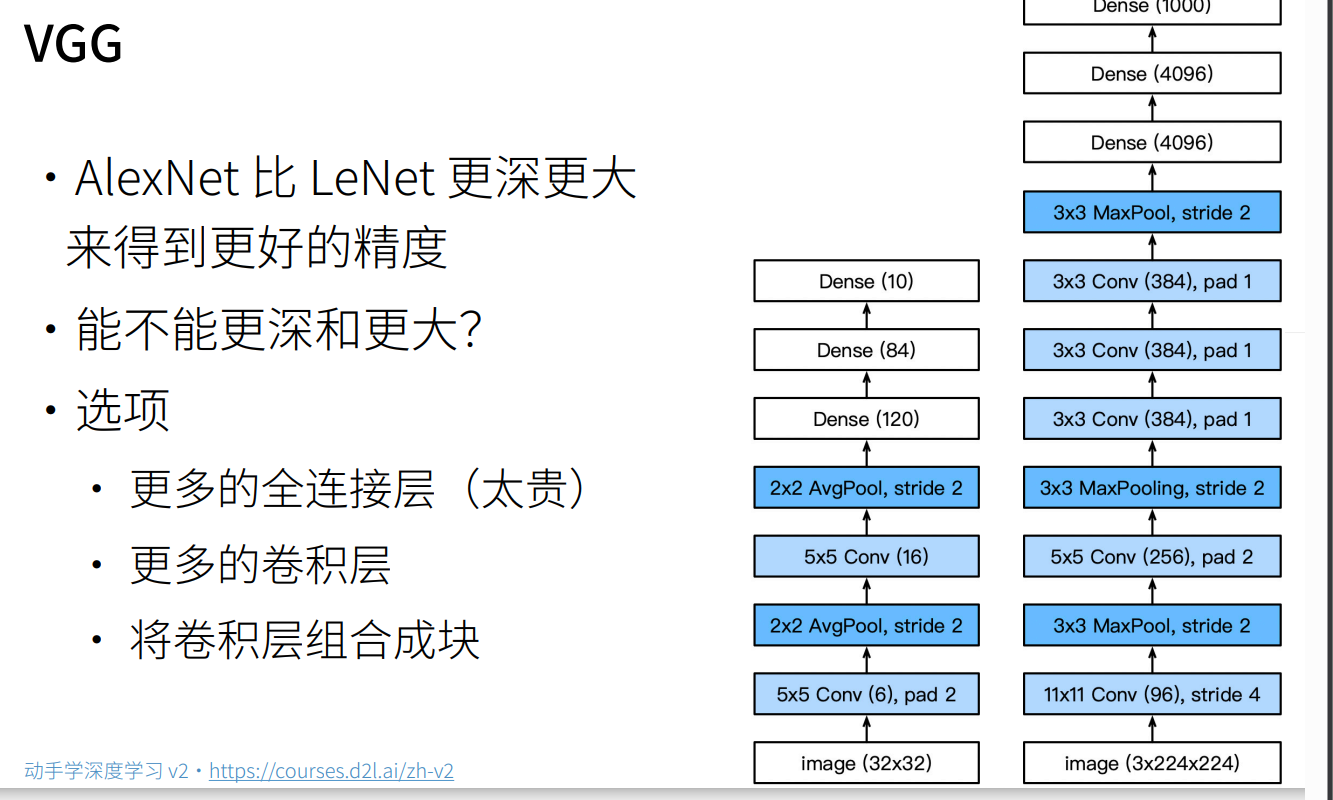 VGG
• AlexNet 比 LeNet 更深更大
来得到更好的精度
• 能不能更深和更大？
• 选项
• 更多的全连接层（太贵）
• 更多的卷积层
• 将卷积层组合成块
Dense (10)
Dense (84)
Dense (120)
2x2 AvgPool, stride 2
5x5 Conv (16)
2x2 AvgPool, stride 2
5x5 Conv (6), pad 2
image (32x32)
Dense (1000)
Dense (4096)
Dense (4096)
3x3 MaxPool, stride 2
3x3 Conv (384), pad 1
3x3 Conv (384), pad 1
3x3 Conv (384), pad 1
3x3 MaxPooling, stride 2
5x5 Conv (256), pad 2
3x3 MaxPool, stride 2
11x11 Conv (96), stride 4
image (3x224x224)
动手学深度学习 v2 • https://courses.d2l.ai/zh-v2